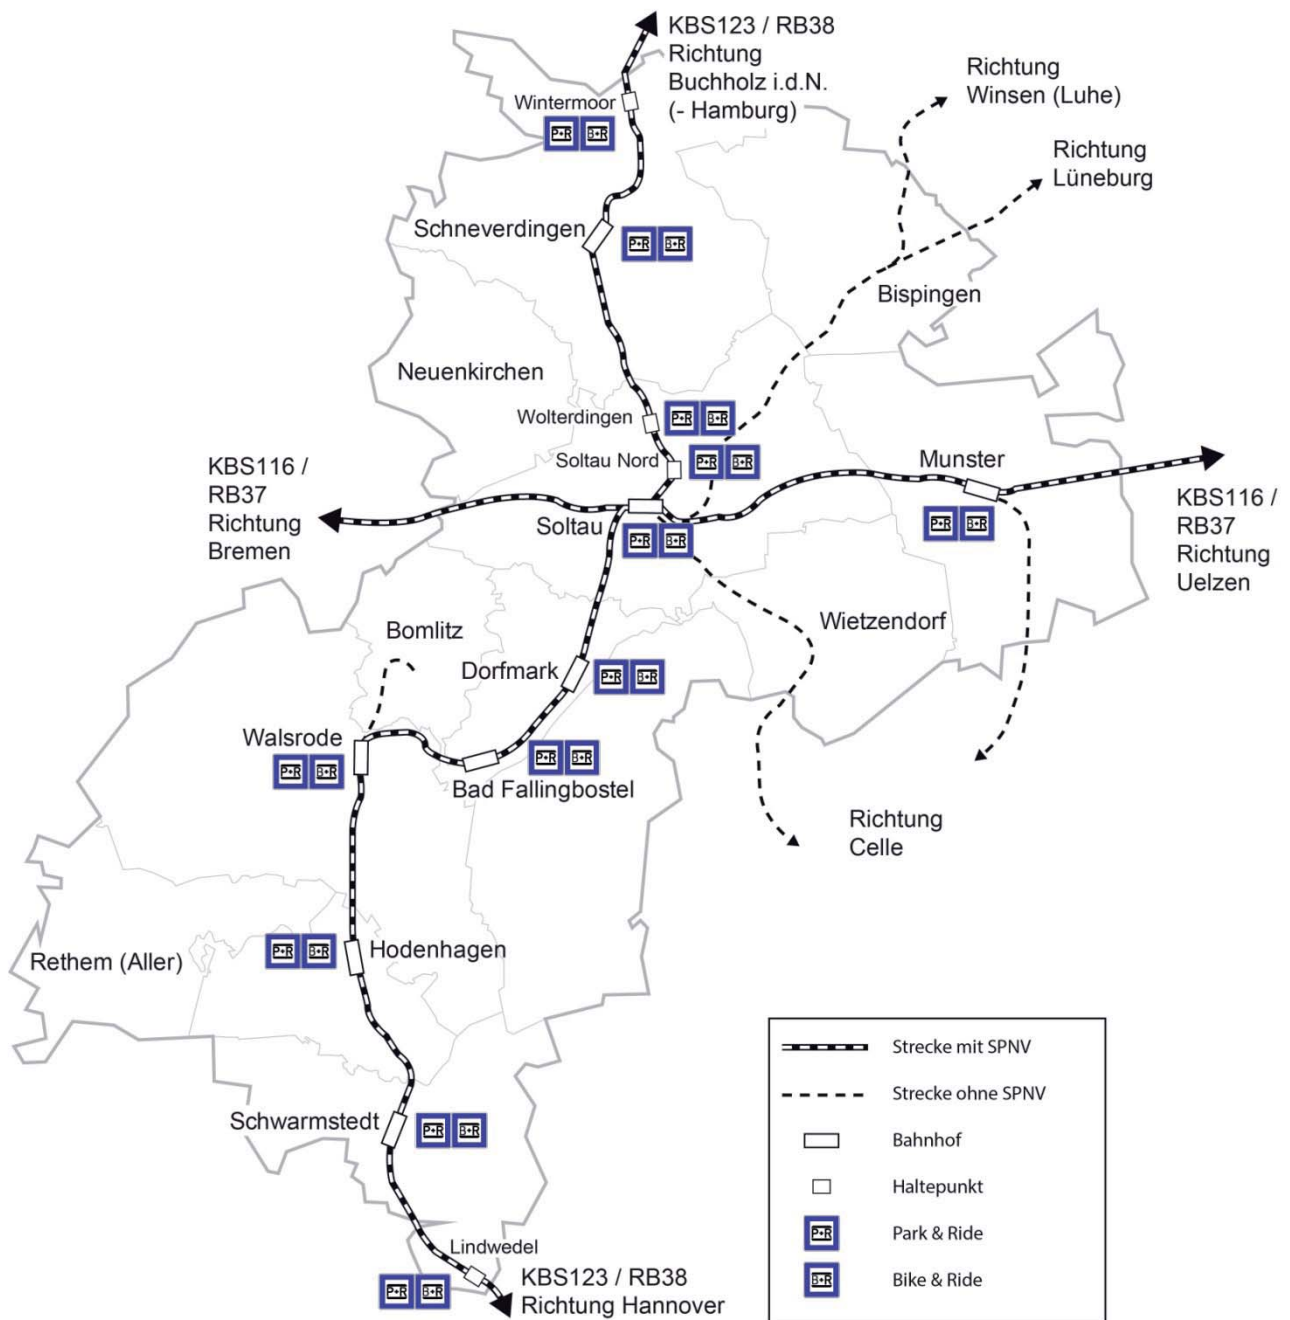 KBS123 / RB38
Richtung
Buchholz i.d.N.
(- Hamburg)
Richtung
Winsen (Luhe)
Richtung
Lüneburg
Wintermoor
P+R B+R
Schneverdingen
P+R B+R
Bispingen
Neuenkirchen
Wolterdingen
P+R B+R
Soltau Nord
P+R B+R
Munster
P+R B+R
KBS116 /
RB37
Richtung
Bremen
Soltau
P+R B+R
KBS116 /
RB37
Richtung
Uelzen
Bomlitz
Wietzendorf
Dorfmark
P+R B+R
Walsrode
P+R B+R
Bad Fallingbostel
P+R B+R
Richtung
Celle
Rethem (Aller)
P+R B+R
Hodenhagen
Schwarmstedt
P+R B+R
Lindwedel
P+R B+R
KBS123 / RB38
Richtung Hannover
Strecke mit SPNV
Strecke ohne SPNV
Bahnhof
Haltepunkt
P+R Park & Ride
B+R Bike & Ride